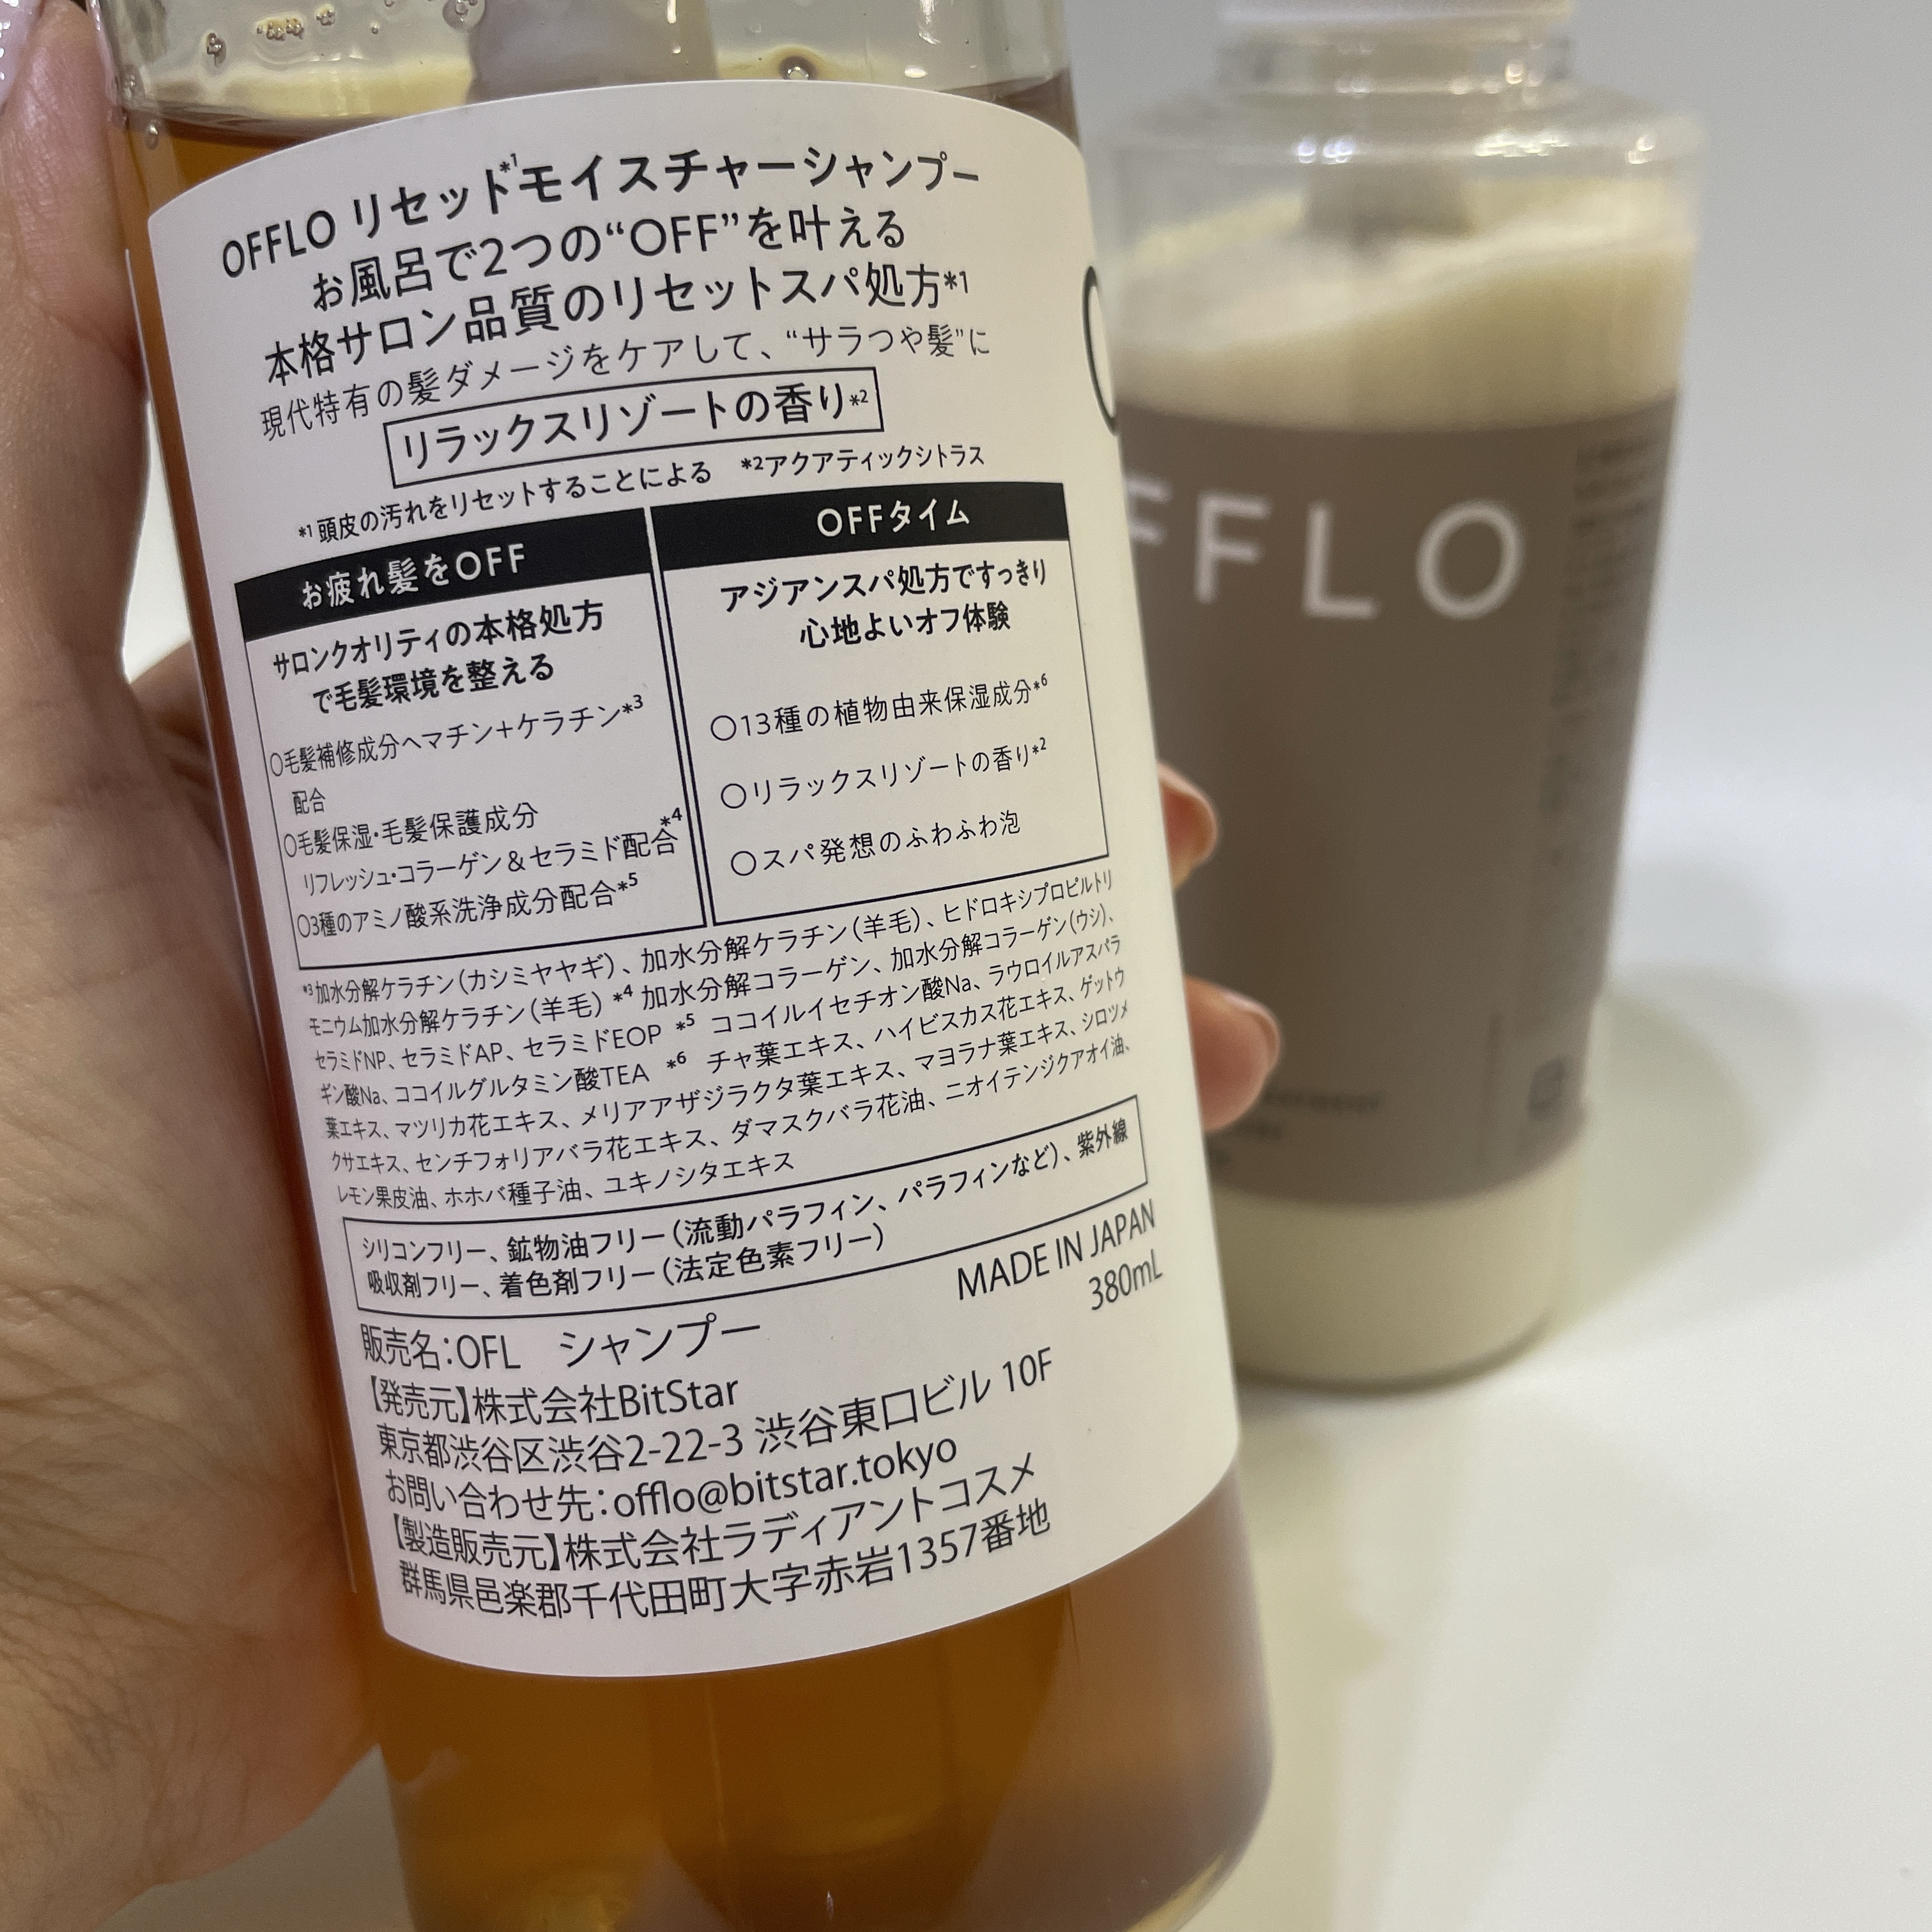 OFFLO リセット*1モイスチャーシャンプー
お風呂で2つの“OFF”を叶える
本格サロン品質のリセットスパ処方*1
現代特有の髪ダメージをケアして、“サラつや髪”に
リラックスリゾートの香り*2
*1 頭皮の汚れをリセットすることによる *2アクアティックシトラス
お疲れ髪をOFF
サロンクオリティの本格処方
で毛髪環境を整える
○毛髪補修成分ヘマチン+ケラチン*3
配合
○毛髪保湿・毛髪保護成分
リフレッシュ・コラーゲン&セラミド配合*4
○3種のアミノ酸系洗浄成分配合*5
OFFタイム
アジアンスパ処方ですっきり
心地よいオフ体験
○13種の植物由来保湿成分*6
○リラックスリゾートの香り*2
○スパ発想のふわふわ泡
*3加水分解ケラチン(カシミヤヤギ)、加水分解ケラチン(羊毛)、ヒドロキシプロピルトリ
モニウム加水分解ケラチン(羊毛) *4 加水分解コラーゲン、加水分解コラーゲン(ウシ)、
セラミドNP、セラミドAP、セラミドEOP *5 ココイルイセチオン酸Na、ラウロイルアスパラ
ギン酸Na、ココイルグルタミン酸TEA *6 チャ葉エキス、ハイビスカス花エキス、ゲットウ
葉エキス、マツリカ花エキス、メリアアザジラクタ葉エキス、マヨラナ葉エキス、シロツメ
クサエキス、センチフォリアバラ花エキス、ダマスクバラ花油、ニオイテンジクアオイ油、
レモン果皮油、ホホバ種子油、ユキノシタエキス
シリコンフリー、鉱物油フリー(流動パラフィン、パラフィンなど)、紫外線
吸収剤フリー、着色剤フリー(法定色素フリー)
MADE IN JAPAN
380mL
販売名:OFL シャンプー
【発売元】株式会社BitStar
東京都渋谷区渋谷2-22-3 渋谷東口ビル 10F
お問い合わせ先:offlo@bitstar.tokyo
【製造販売元】株式会社ラディアントコスメ
群馬県邑楽郡千代田町大字赤岩1357番地
FFLO